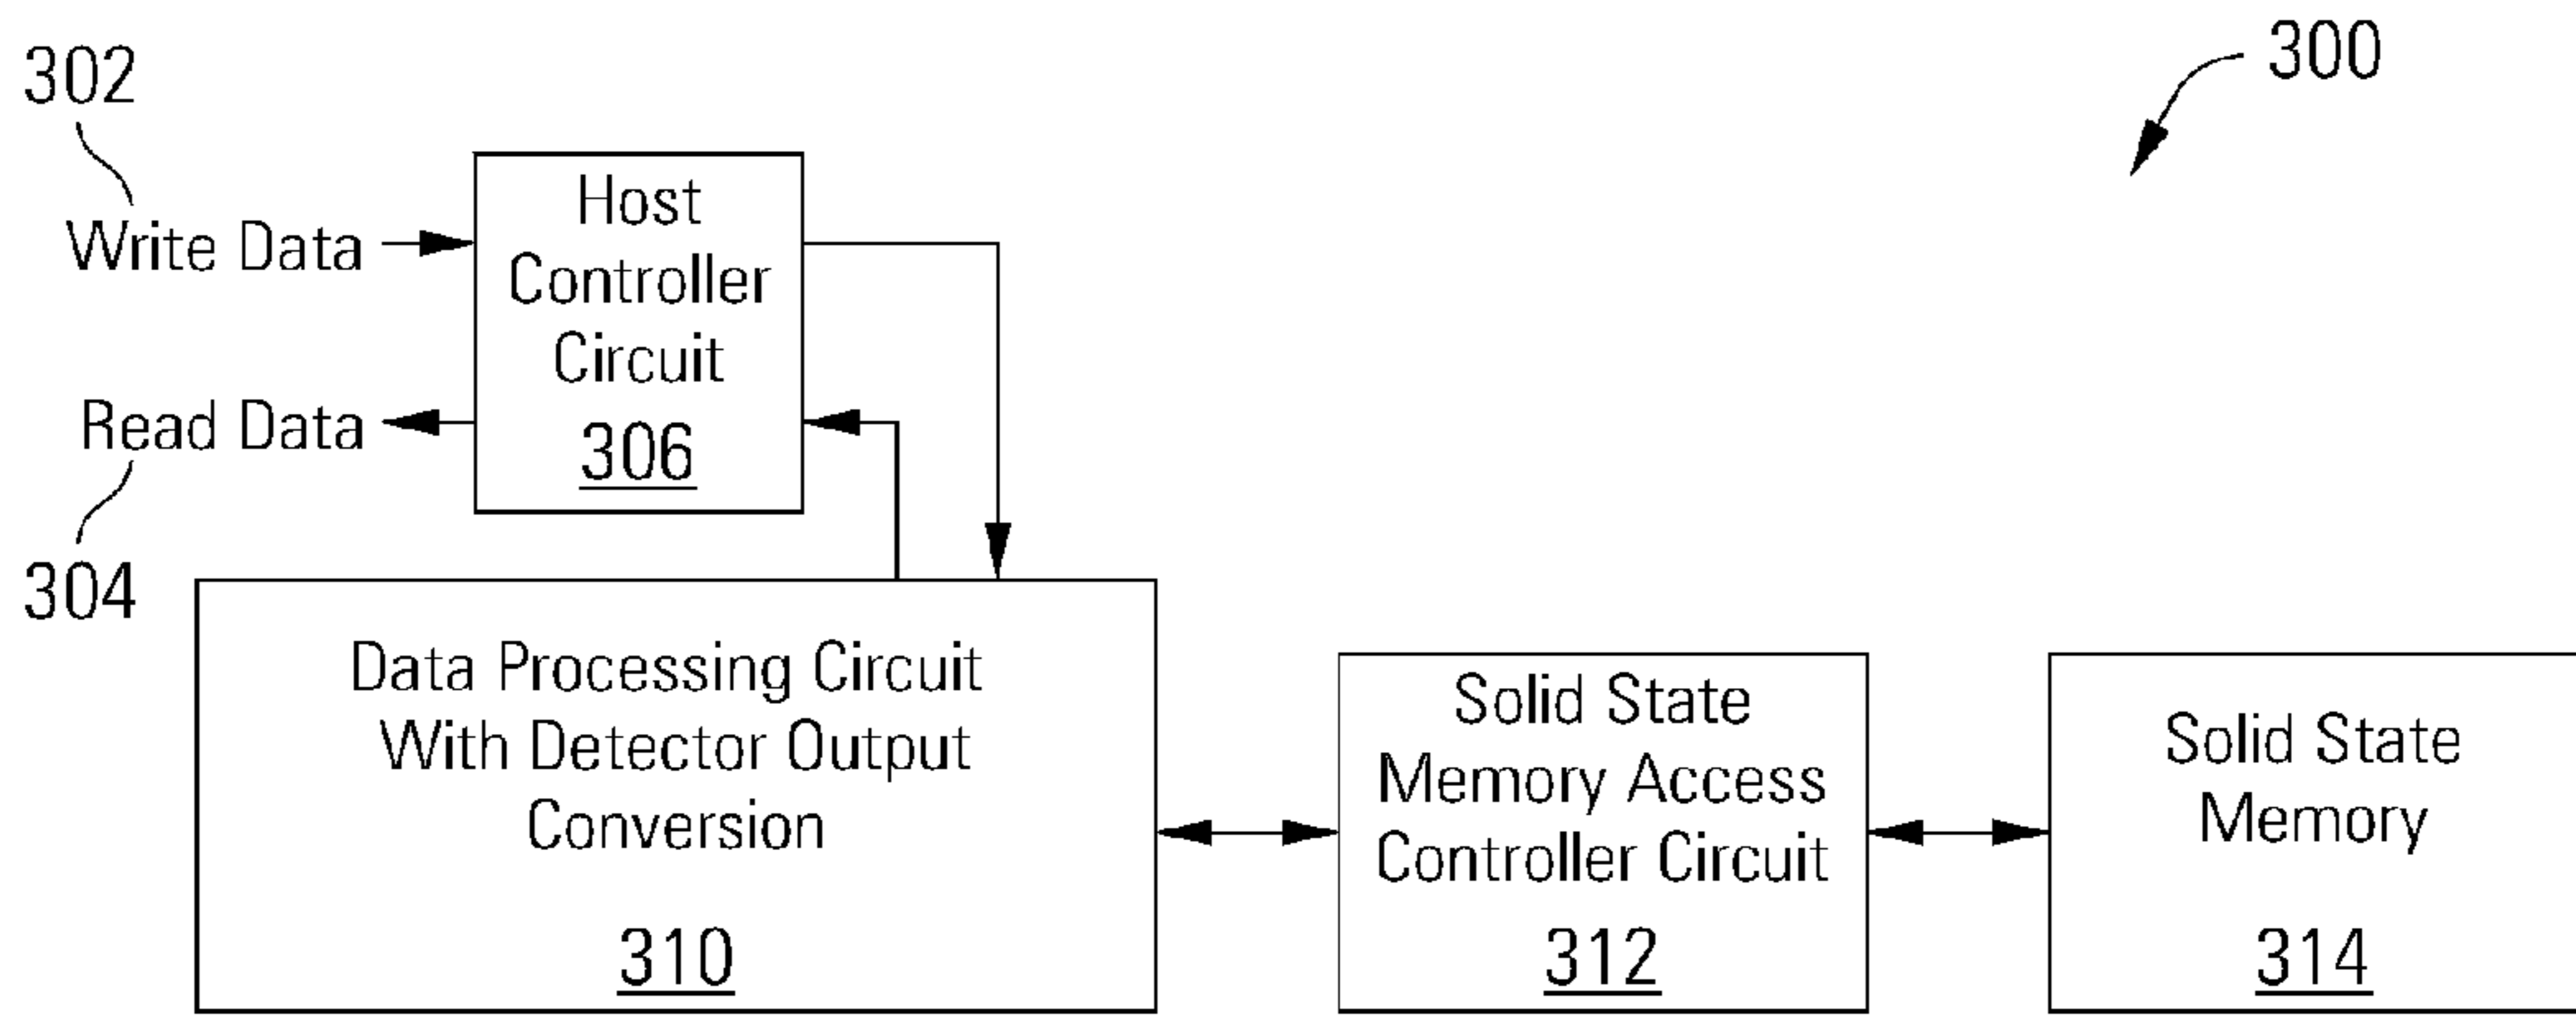 300
302
Write Data
Read Data
304
Host
Controller
Circuit
306
Data Processing Circuit
With Detector Output
Conversion
310
Solid State
Memory Access
Controller Circuit
312
Solid State
Memory
314